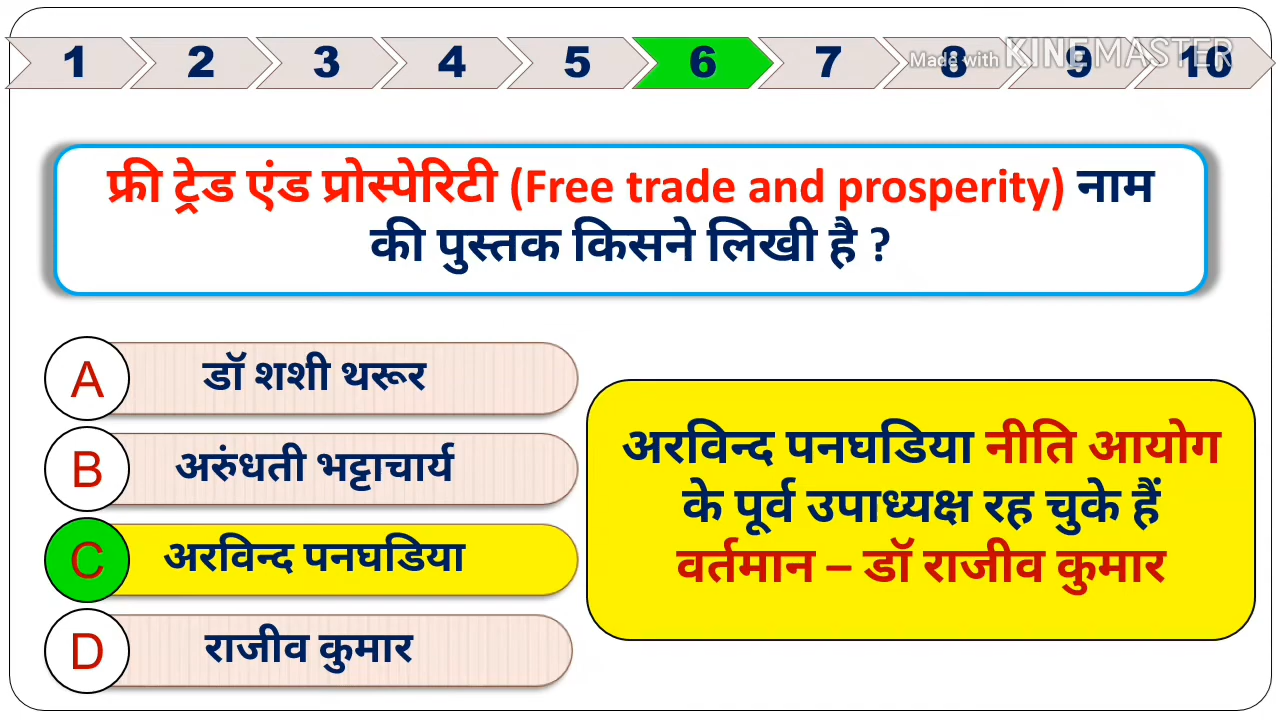 1 2 3 4 5 6 7 8 9 10
Made with KINEMASTER
फ्री ट्रेड एंड प्रोस्पेरिटी (Free trade and prosperity) नाम
की पुस्तक किसने लिखी है ?
A डॉ शशी थरूर
B अरुंधती भट्टाचार्य
C अरविन्द पनघडिया
D राजीव कुमार
अरविन्द पनघडिया नीति आयोग
के पूर्व उपाध्यक्ष रह चुके हैं
वर्तमान – डॉ राजीव कुमार